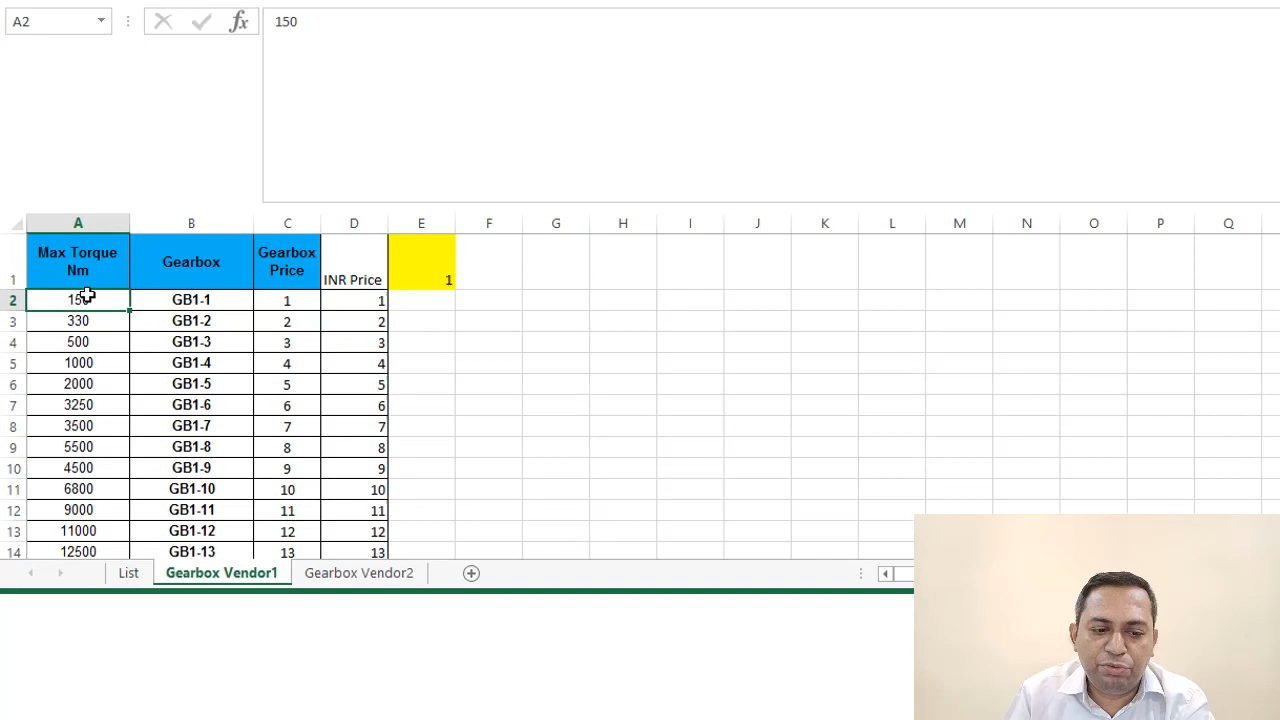 A2 fx 150
A B C D E F G H I J K L M N O P Q
Max Torque Nm Gearbox Gearbox Price INR Price 1
1
2 150 GB1-1 1 1
3 330 GB1-2 2 2
4 500 GB1-3 3 3
5 1000 GB1-4 4 4
6 2000 GB1-5 5 5
7 3250 GB1-6 6 6
8 3500 GB1-7 7 7
9 5500 GB1-8 8 8
10 4500 GB1-9 9 9
11 6800 GB1-10 10 10
12 9000 GB1-11 11 11
13 11000 GB1-12 12 12
14 12500 GB1-13 13 13
List Gearbox Vendor1 Gearbox Vendor2